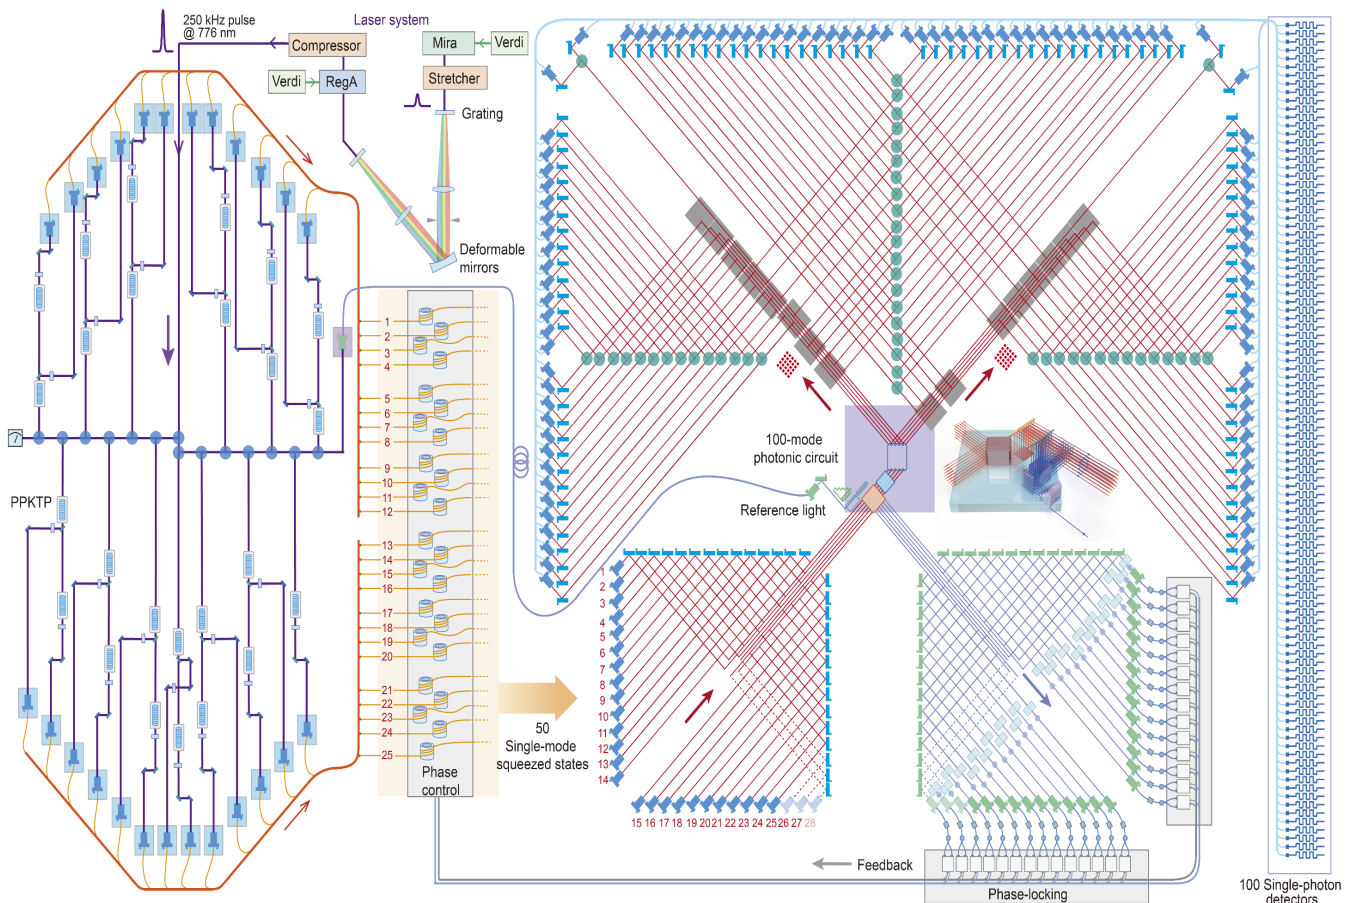 250 kHz pulse
@ 776 nm
Laser system
Compressor
Mira
Verdi
Verdi
RegA
Stretcher
Grating
Deformable
mirrors
1
2
3
4
5
6
7
8
9
10
11
12
13
14
15
16
17
18
19
20
21
22
23
24
25
PPKTP
Phase
control
50
Single-mode
squeezed states
100-mode
photonic circuit
Reference light
1
2
3
4
5
6
7
8
9
10
11
12
13
14
15 16 17 18 19 20 21 22 23 24 25 26 27 28
Feedback
Phase-locking
100 Single-photon
detectors